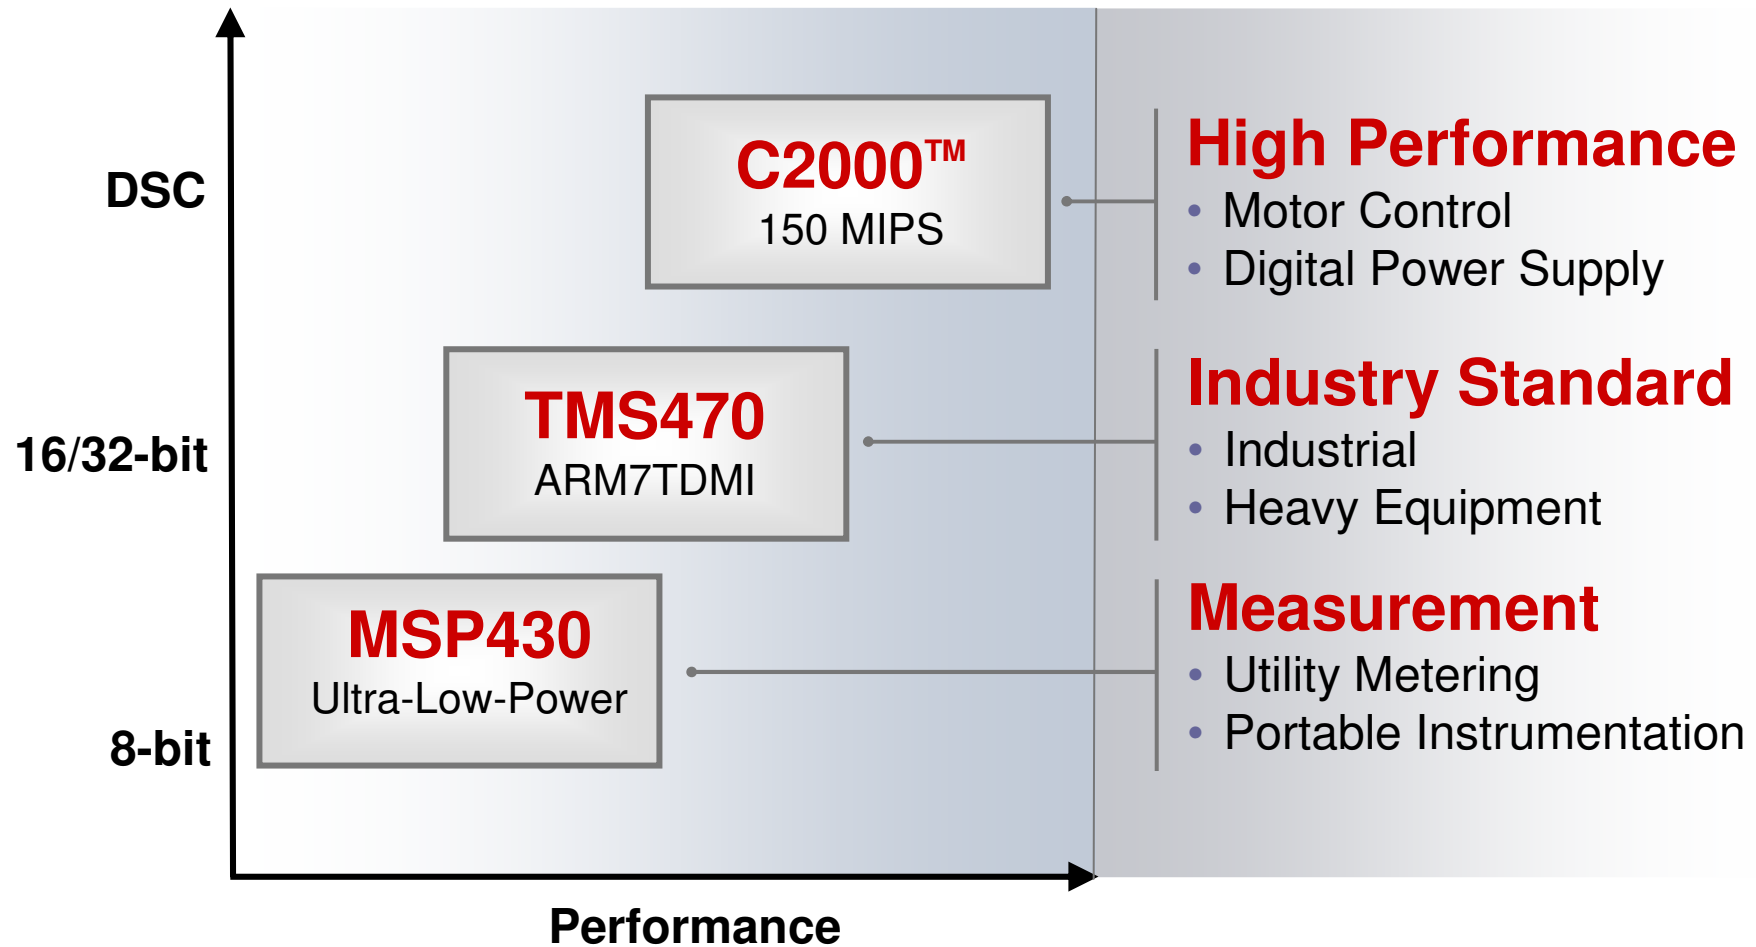 DSC
C2000™
150 MIPS
High Performance
• Motor Control
• Digital Power Supply
16/32-bit
TMS470
ARM7TDMI
Industry Standard
• Industrial
• Heavy Equipment
8-bit
MSP430
Ultra-Low-Power
Measurement
• Utility Metering
• Portable Instrumentation
Performance